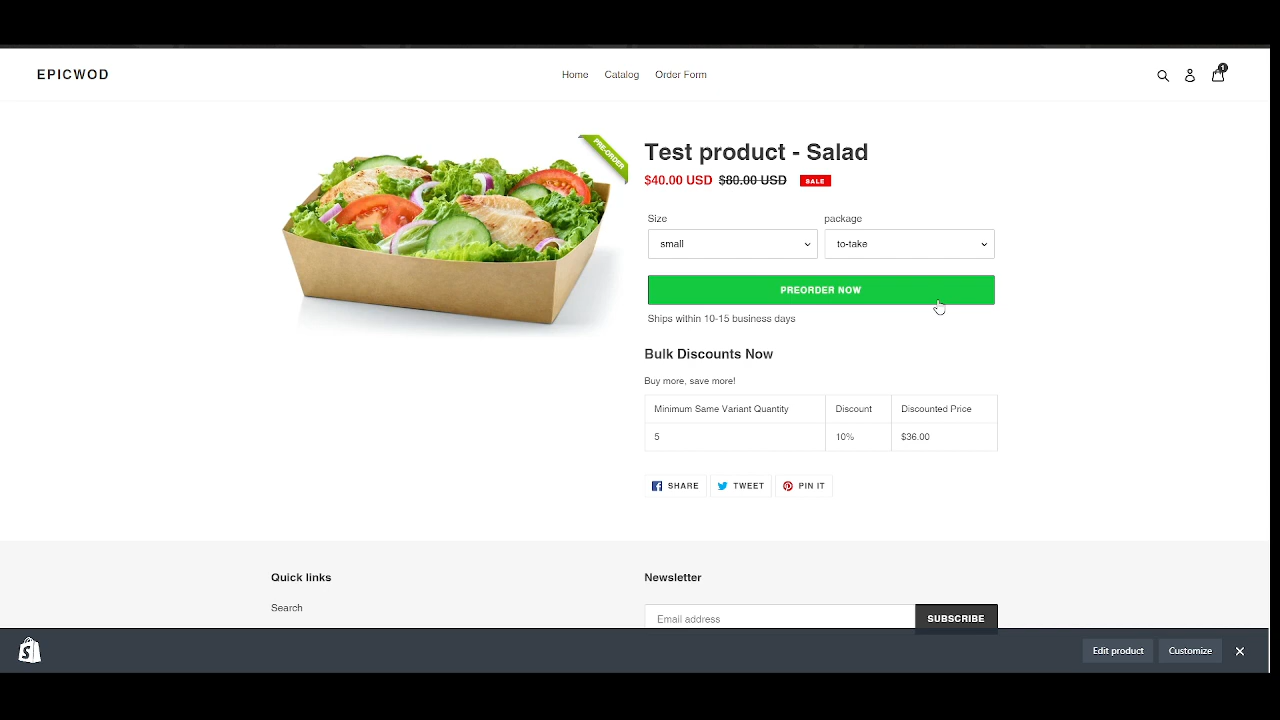 EPICWOD
Home Catalog Order Form
1
PRE-ORDER
Test product - Salad
$40.00 USD $80.00 USD SALE
Size package
small to-take
PREORDER NOW
Ships within 10-15 business days
Bulk Discounts Now
Buy more, save more!
Minimum Same Variant Quantity Discount Discounted Price
5 10% $36.00
SHARE TWEET PIN IT
Quick links Newsletter
Search
Email address SUBSCRIBE
Edit product Customize